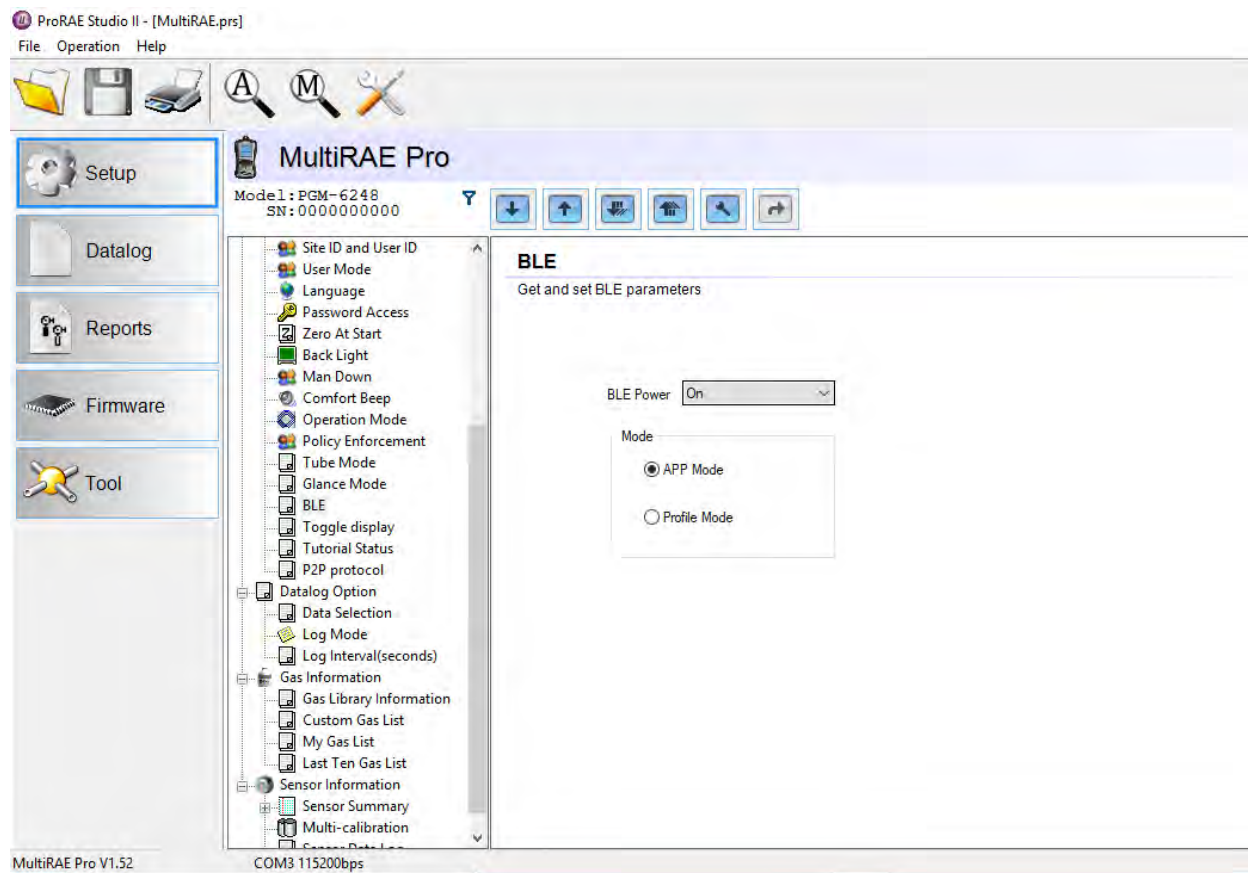 ProRAE Studio II - [MultiRAE.prs]
File Operation Help
A M
Setup
Datalog
Reports
Firmware
Tool
MultiRAE Pro
Model:PGM-6248
SN:0000000000
Site ID and User ID
User Mode
Language
Password Access
Zero At Start
Back Light
Man Down
Comfort Beep
Operation Mode
Policy Enforcement
Tube Mode
Glance Mode
BLE
Toggle display
Tutorial Status
P2P protocol
Datalog Option
Data Selection
Log Mode
Log Interval(seconds)
Gas Information
Gas Library Information
Custom Gas List
My Gas List
Last Ten Gas List
Sensor Information
Sensor Summary
Multi-calibration
BLE
Get and set BLE parameters
BLE Power On
Mode
APP Mode
Profile Mode
MultiRAE Pro V1.52 COM3 115200bps